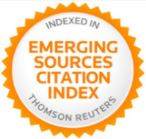 INDEXED IN
EMERGING
SOURCES
CITATION
INDEX
THOMSON REUTERS